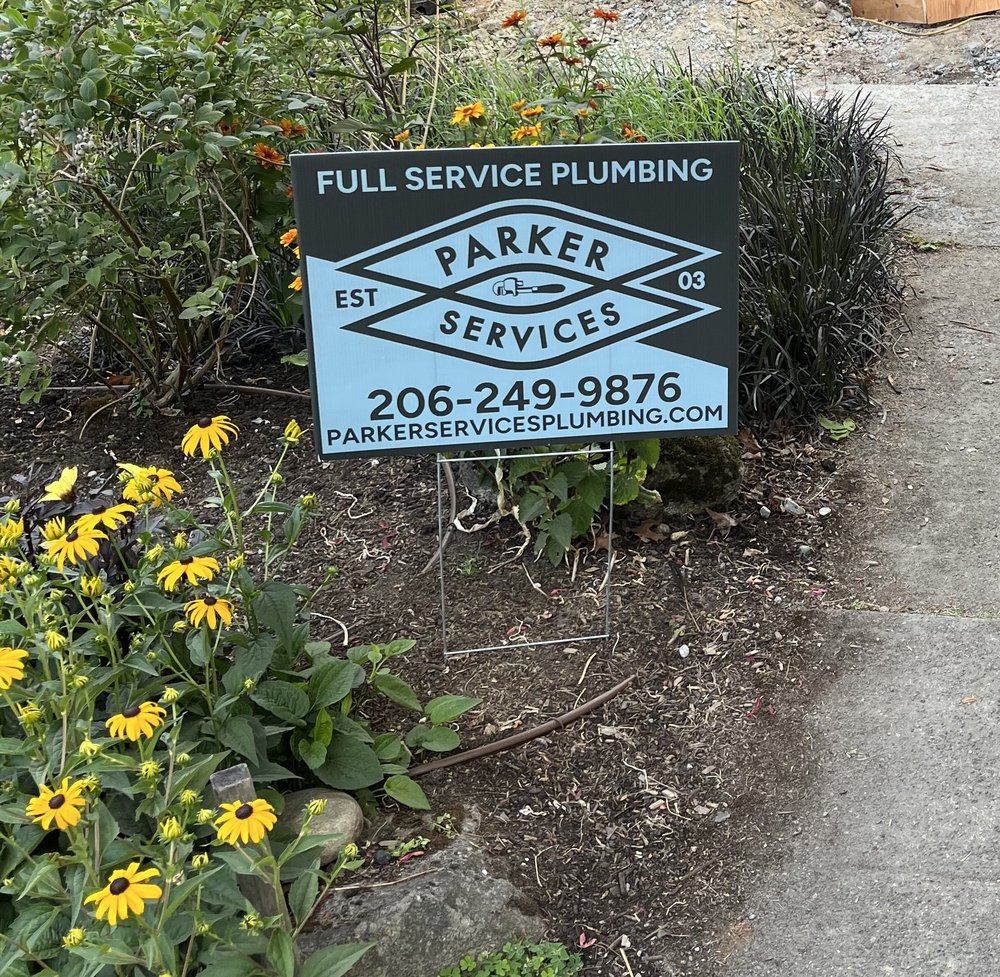 FULL SERVICE PLUMBING
PARKER
EST 03
SERVICES
206-249-9876
PARKERSERVICESPLUMBING.COM